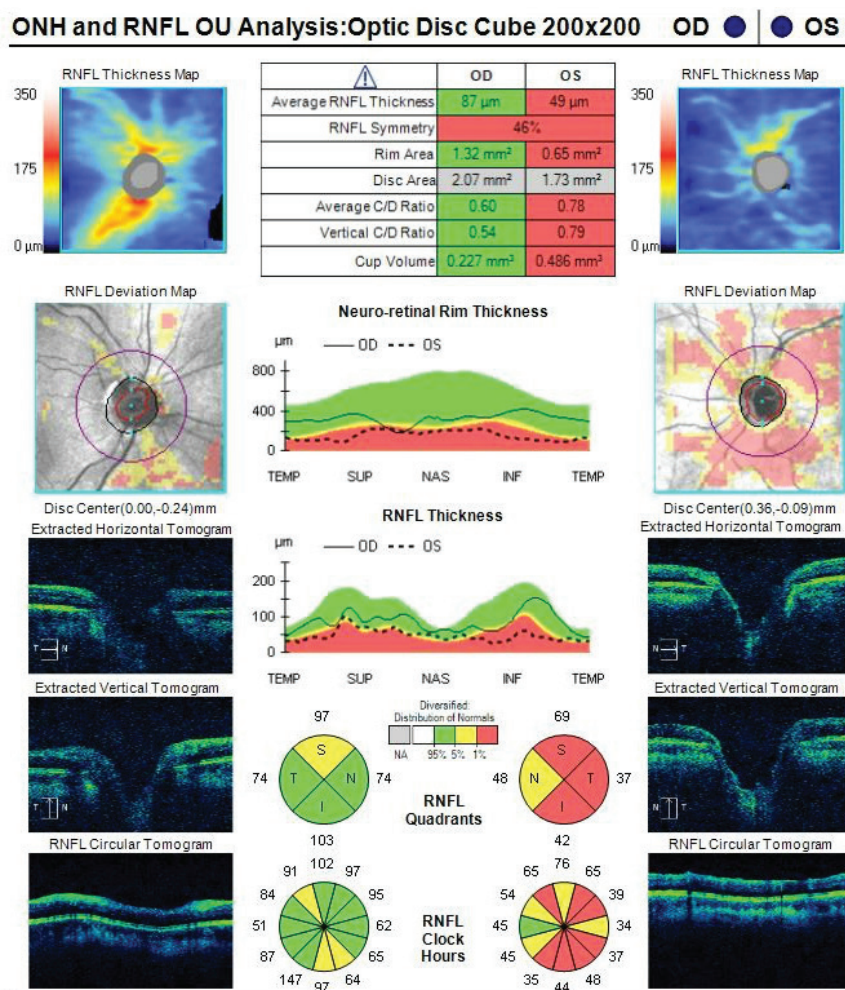 ONH and RNFL OU Analysis:Optic Disc Cube 200x200 OD OS
RNFL Thickness Map
350
175
0 µm
OD OS
Average RNFL Thickness 87 µm 49 µm
RNFL Symmetry 46%
Rim Area 1.32 mm² 0.65 mm²
Disc Area 2.07 mm² 1.73 mm²
Average C/D Ratio 0.60 0.78
Vertical C/D Ratio 0.54 0.79
Cup Volume 0.227 mm³ 0.486 mm³
RNFL Thickness Map
350
175
0 µm
RNFL Deviation Map
Disc Center(0.00,-0.24)mm
Neuro-retinal Rim Thickness
µm OD OS
800
400
0
TEMP SUP NAS INF TEMP
RNFL Deviation Map
Disc Center(0.36,-0.09)mm
Extracted Horizontal Tomogram
T N
RNFL Thickness
µm OD OS
200
100
0
TEMP SUP NAS INF TEMP
Extracted Horizontal Tomogram
T N
Extracted Vertical Tomogram
T N
Diversified:
Distribution of Normals
NA 95% 5% 1%
97
S
74 T N 74
I
103
RNFL
Quadrants
69
S
48 N T 37
I
42
Extracted Vertical Tomogram
N T
RNFL Circular Tomogram
102
91 97
84 95
51 62
87 65
147 64
97
RNFL
Clock
Hours
76
65 65
54 39
45 34
45 37
35 48
44
RNFL Circular Tomogram